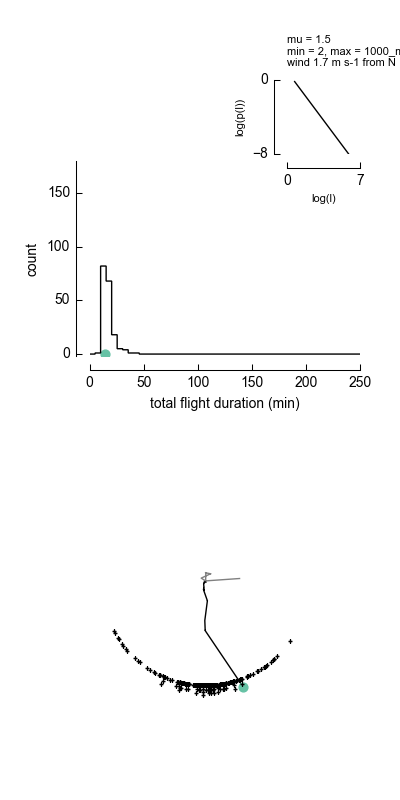 mu = 1.5
min = 2, max = 1000_m
wind 1.7 m s-1 from N
0
log(p(l))
−8
0
7
log(l)
150
100
50
0
count
0
50
100
150
200
250
total flight duration (min)